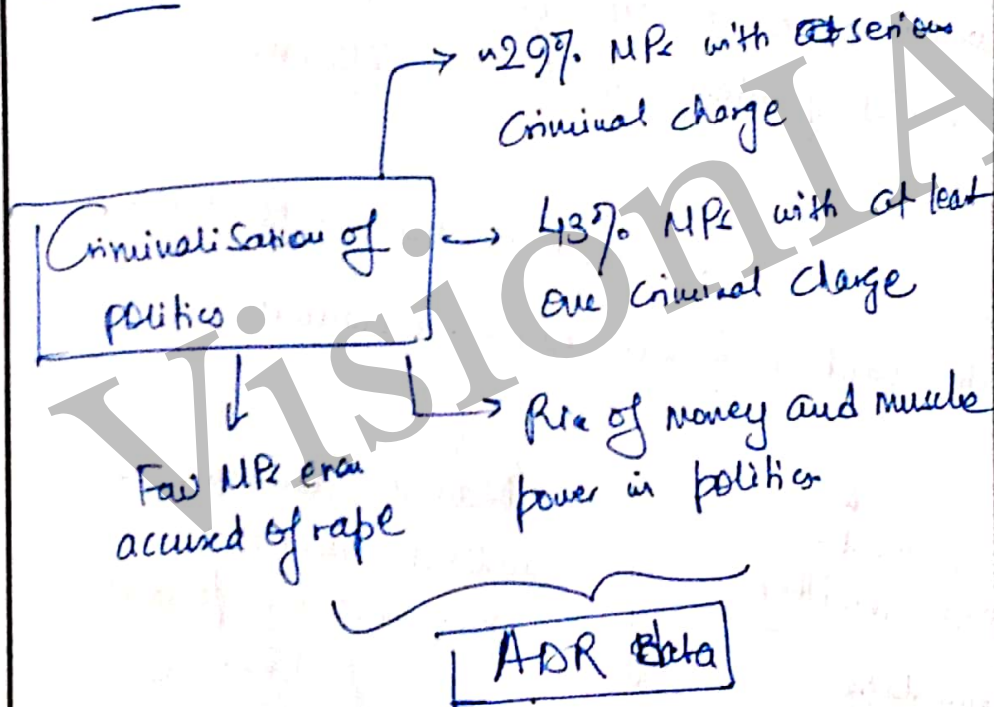 ~29% MPs with serious
Criminal charge
Criminalisation of
politics
43% MPs with at least
one criminal charge
Rise of money and muscle
power in politics
Few MPs even
accused of rape
ADR Data
VisionIA